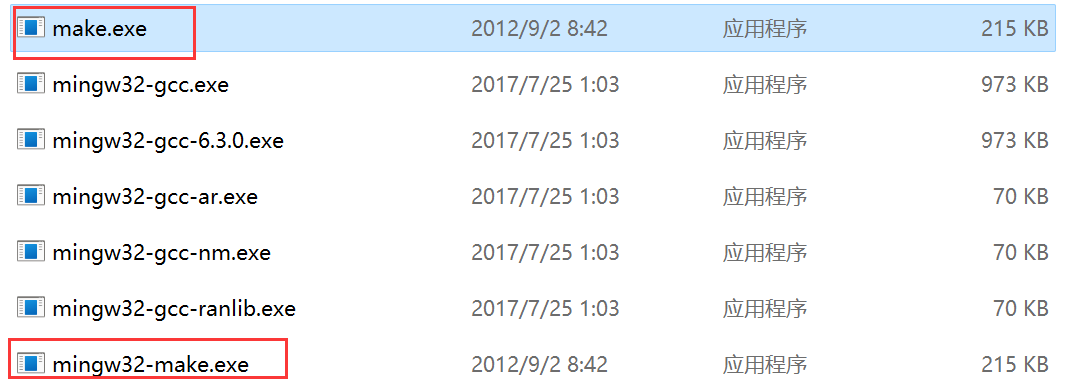 make.exe 2012/9/2 8:42 应用程序 215 KB
mingw32-gcc.exe 2017/7/25 1:03 应用程序 973 KB
mingw32-gcc-6.3.0.exe 2017/7/25 1:03 应用程序 973 KB
mingw32-gcc-ar.exe 2017/7/25 1:03 应用程序 70 KB
mingw32-gcc-nm.exe 2017/7/25 1:03 应用程序 70 KB
mingw32-gcc-ranlib.exe 2017/7/25 1:03 应用程序 70 KB
mingw32-make.exe 2012/9/2 8:42 应用程序 215 KB